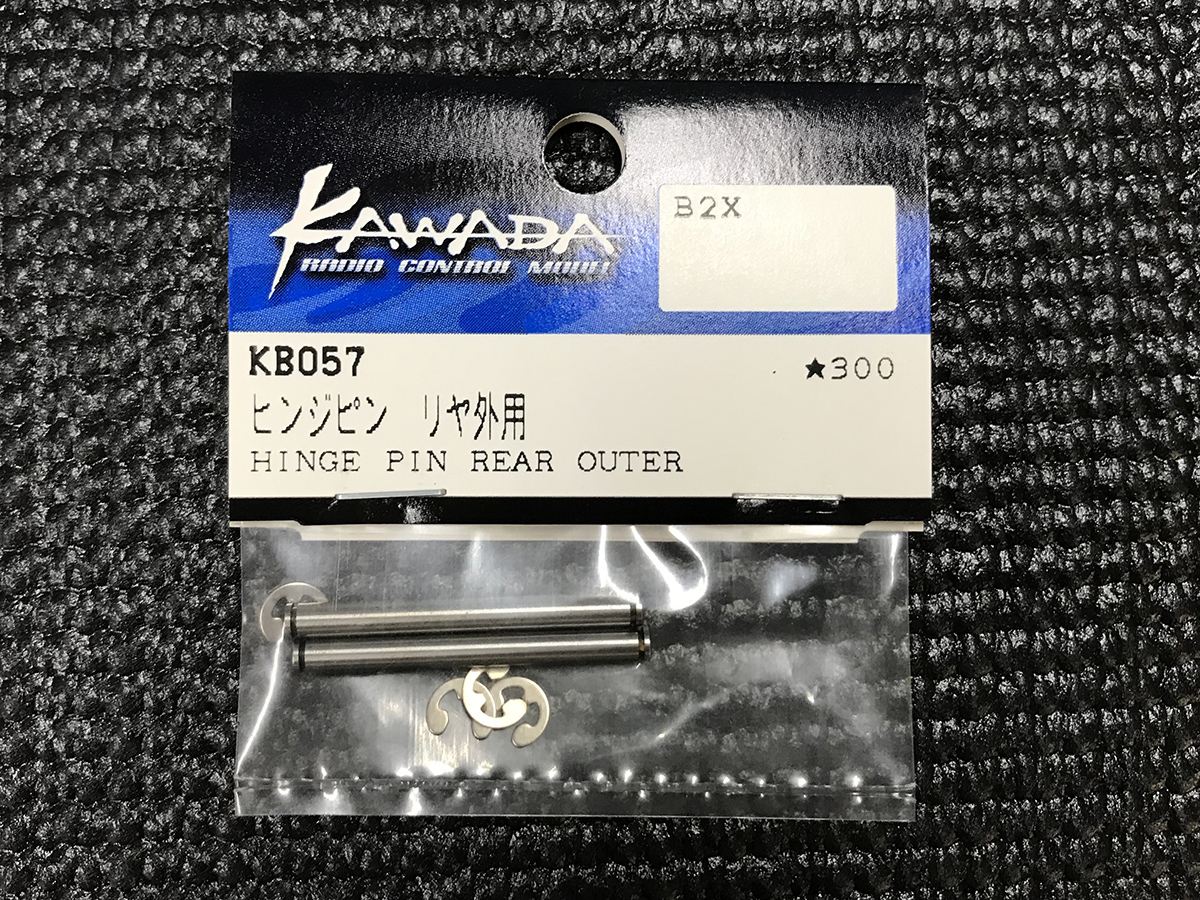 KAWADA
RADIO CONTROL MODEL
B2X
KB057
★300
ヒンジピン リヤ外用
HINGE PIN REAR OUTER